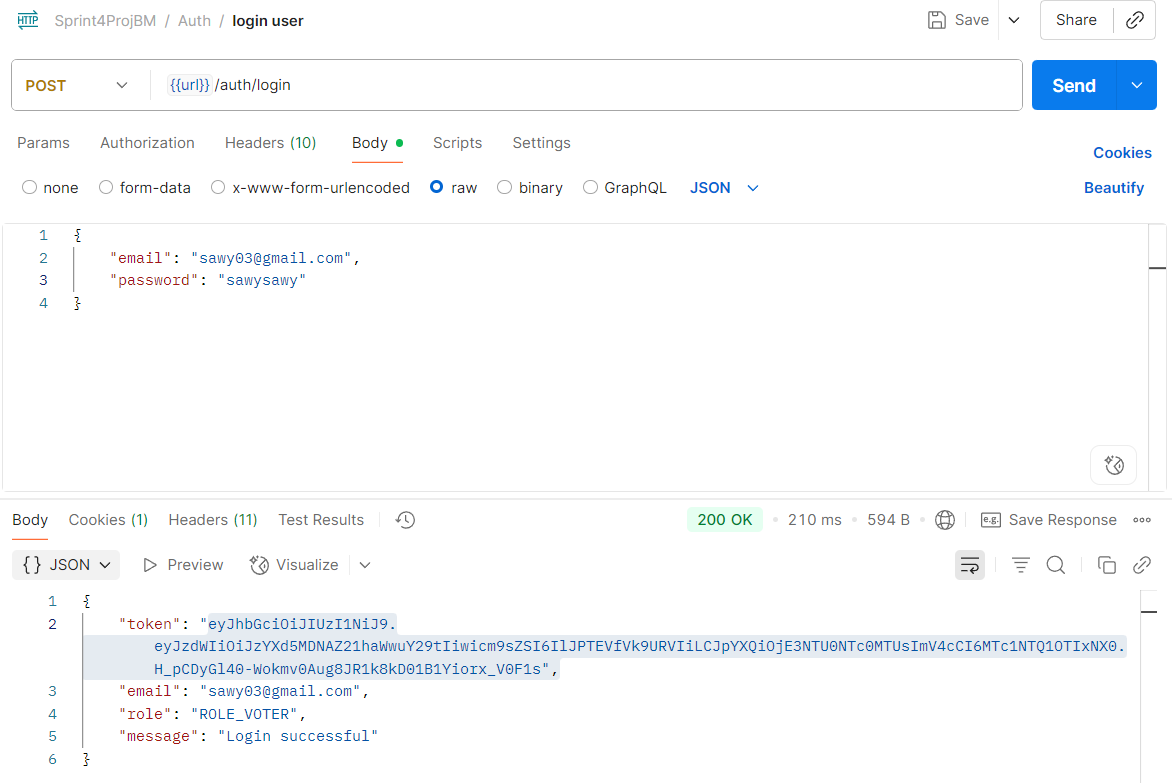 HTTP Sprint4ProjBM / Auth / login user Save Share
POST {{url}}/auth/login Send
Params Authorization Headers (10) Body Scripts Settings Cookies
none form-data x-www-form-urlencoded raw binary GraphQL JSON Beautify
1 {
2 "email": "sawy03@gmail.com",
3 "password": "sawysawy"
4 }
Body Cookies (1) Headers (11) Test Results 200 OK 210 ms 594 B e.g. Save Response
{} JSON Preview Visualize
1 {
2 "token": "eyJhbGciOiJIUzI1NiJ9.
eyJzdWIiOiJzYXd5MDNAZ21haWwuY29tIiwicm9sZSI6IlJPTEVfVk9URVIiLCJpYXQiOjE3NTU0NTc0MTUsImV4cCI6MTc1NTQ1OTIxNX0.
H_pCDyGl40-Wokmv0Aug8JR1k8kD01B1Yiorx_V0F1s",
3 "email": "sawy03@gmail.com",
4 "role": "ROLE_VOTER",
5 "message": "Login successful"
6 }